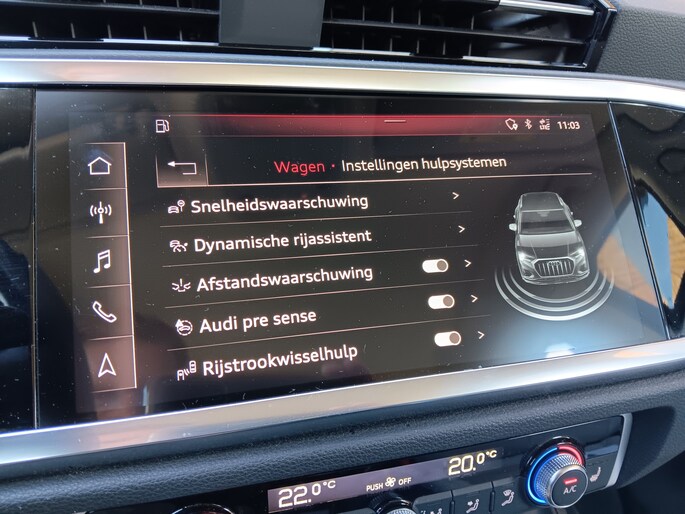 11:03
Wagen · Instellingen hulpsystemen
Snelheidswaarschuwing
Dynamische rijassistent
Afstandswaarschuwing
Audi pre sense
Rijstrookwisselhulp
22.0°C PUSH OFF 20.0°C
A/C